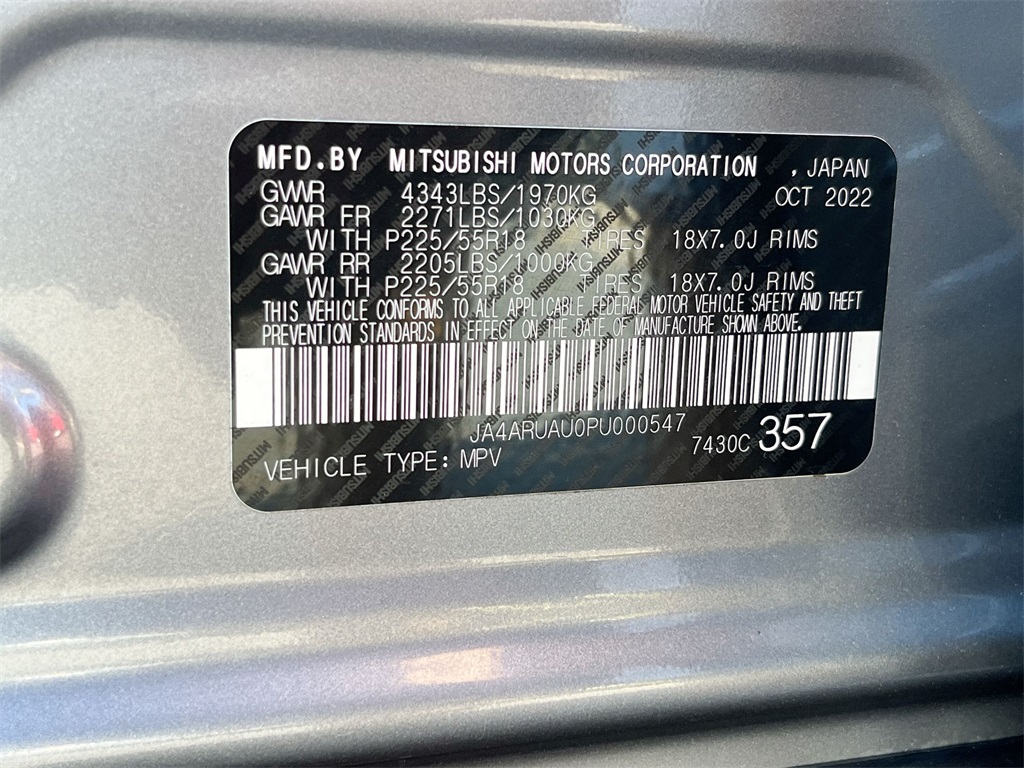 MFD.BY MITSUBISHI MOTORS CORPORATION , JAPAN
GVWR 4343LBS/1970KG OCT 2022
GAWR FR 2271LBS/1030KG
WITH P225/55R18 TIRES 18X7.0J RIMS
GAWR RR 2205LBS/1000KG
WITH P225/55R18 TIRES 18X7.0J RIMS
THIS VEHICLE CONFORMS TO ALL APPLICABLE FEDERAL MOTOR VEHICLE SAFETY AND THEFT
PREVENTION STANDARDS IN EFFECT ON THE DATE OF MANUFACTURE SHOWN ABOVE.
JA4ARUAU0PU000547
VEHICLE TYPE: MPV 7430C 357